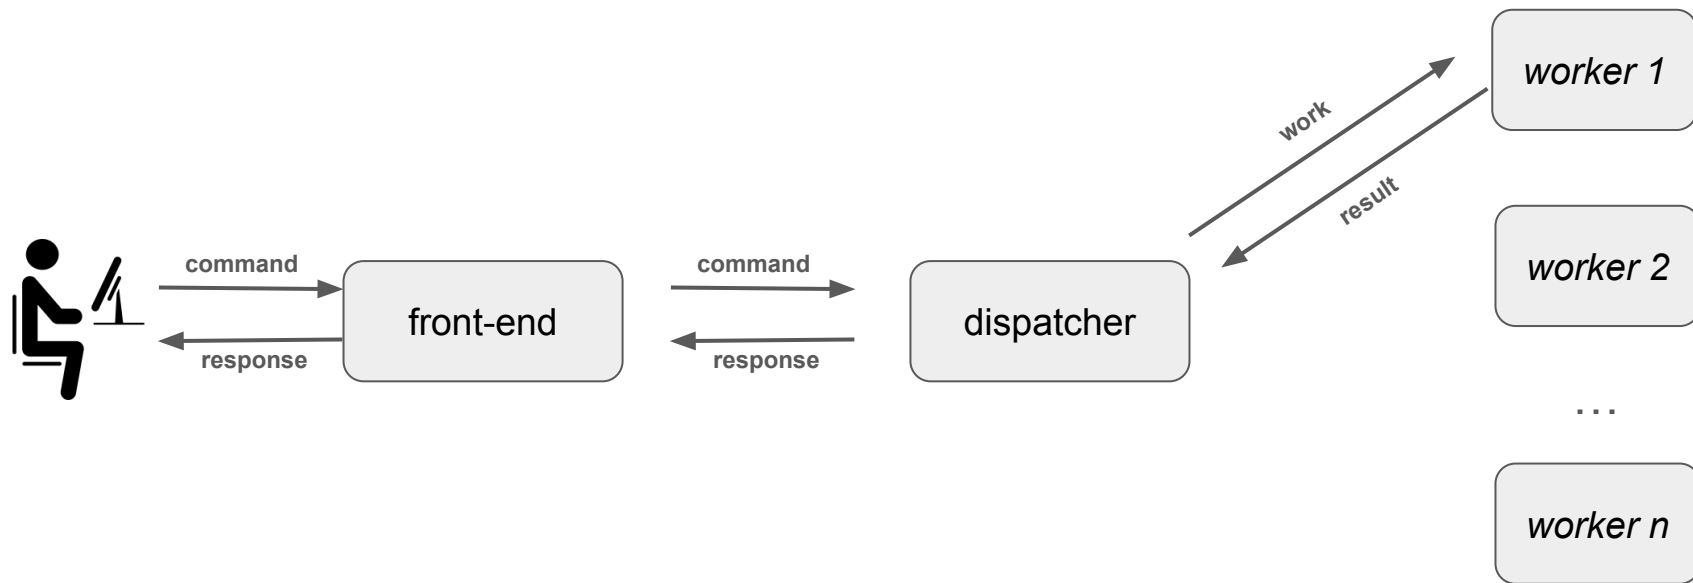 command
response
front-end
command
response
dispatcher
work
result
worker 1
worker 2
...
worker n